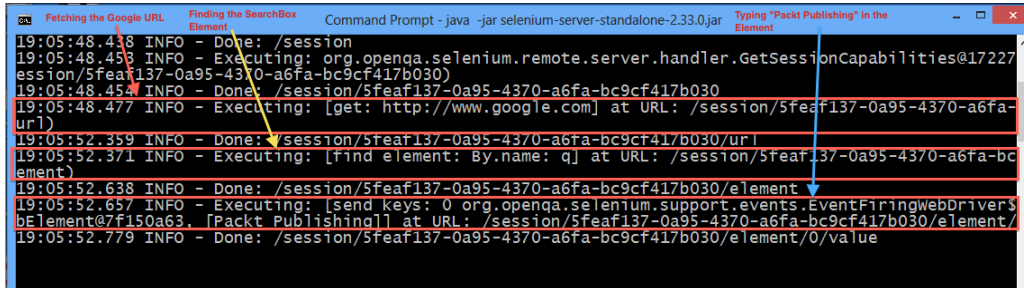 Fetching the Google URL
Finding the SearchBox
Element
Command Prompt - java -jar selenium-server-standalone-2.33.0.jar
Typing "Packt Publishing" in the
Element
19:05:48.438 INFO - Done: /session
19:05:48.453 INFO - Executing: org.openqa.selenium.remote.server.handler.GetSessionCapabilities@17227
ession/5feaf137-0a95-4370-a6fa-bc9cf417b030)
19:05:48.454 INFO - Done: /session/5feaf137-0a95-4370-a6fa-bc9cf417b030
19:05:48.477 INFO - Executing: [get: http://www.google.com] at URL: /session/5feaf137-0a95-4370-a6fa-
url)
19:05:52.359 INFO - Done: /session/5feaf137-0a95-4370-a6fa-bc9cf417b030/url
19:05:52.371 INFO - Executing: [find element: By.name: q] at URL: /session/5feaf137-0a95-4370-a6fa-bc
ement)
19:05:52.638 INFO - Done: /session/5feaf137-0a95-4370-a6fa-bc9cf417b030/element
19:05:52.657 INFO - Executing: [send keys: 0 org.openqa.selenium.support.events.EventFiringWebDriver$
bElement@7f150a63, [Packt Publishing]] at URL: /session/5feaf137-0a95-4370-a6fa-bc9cf417b030/element/
19:05:52.779 INFO - Done: /session/5feaf137-0a95-4370-a6fa-bc9cf417b030/element/0/value